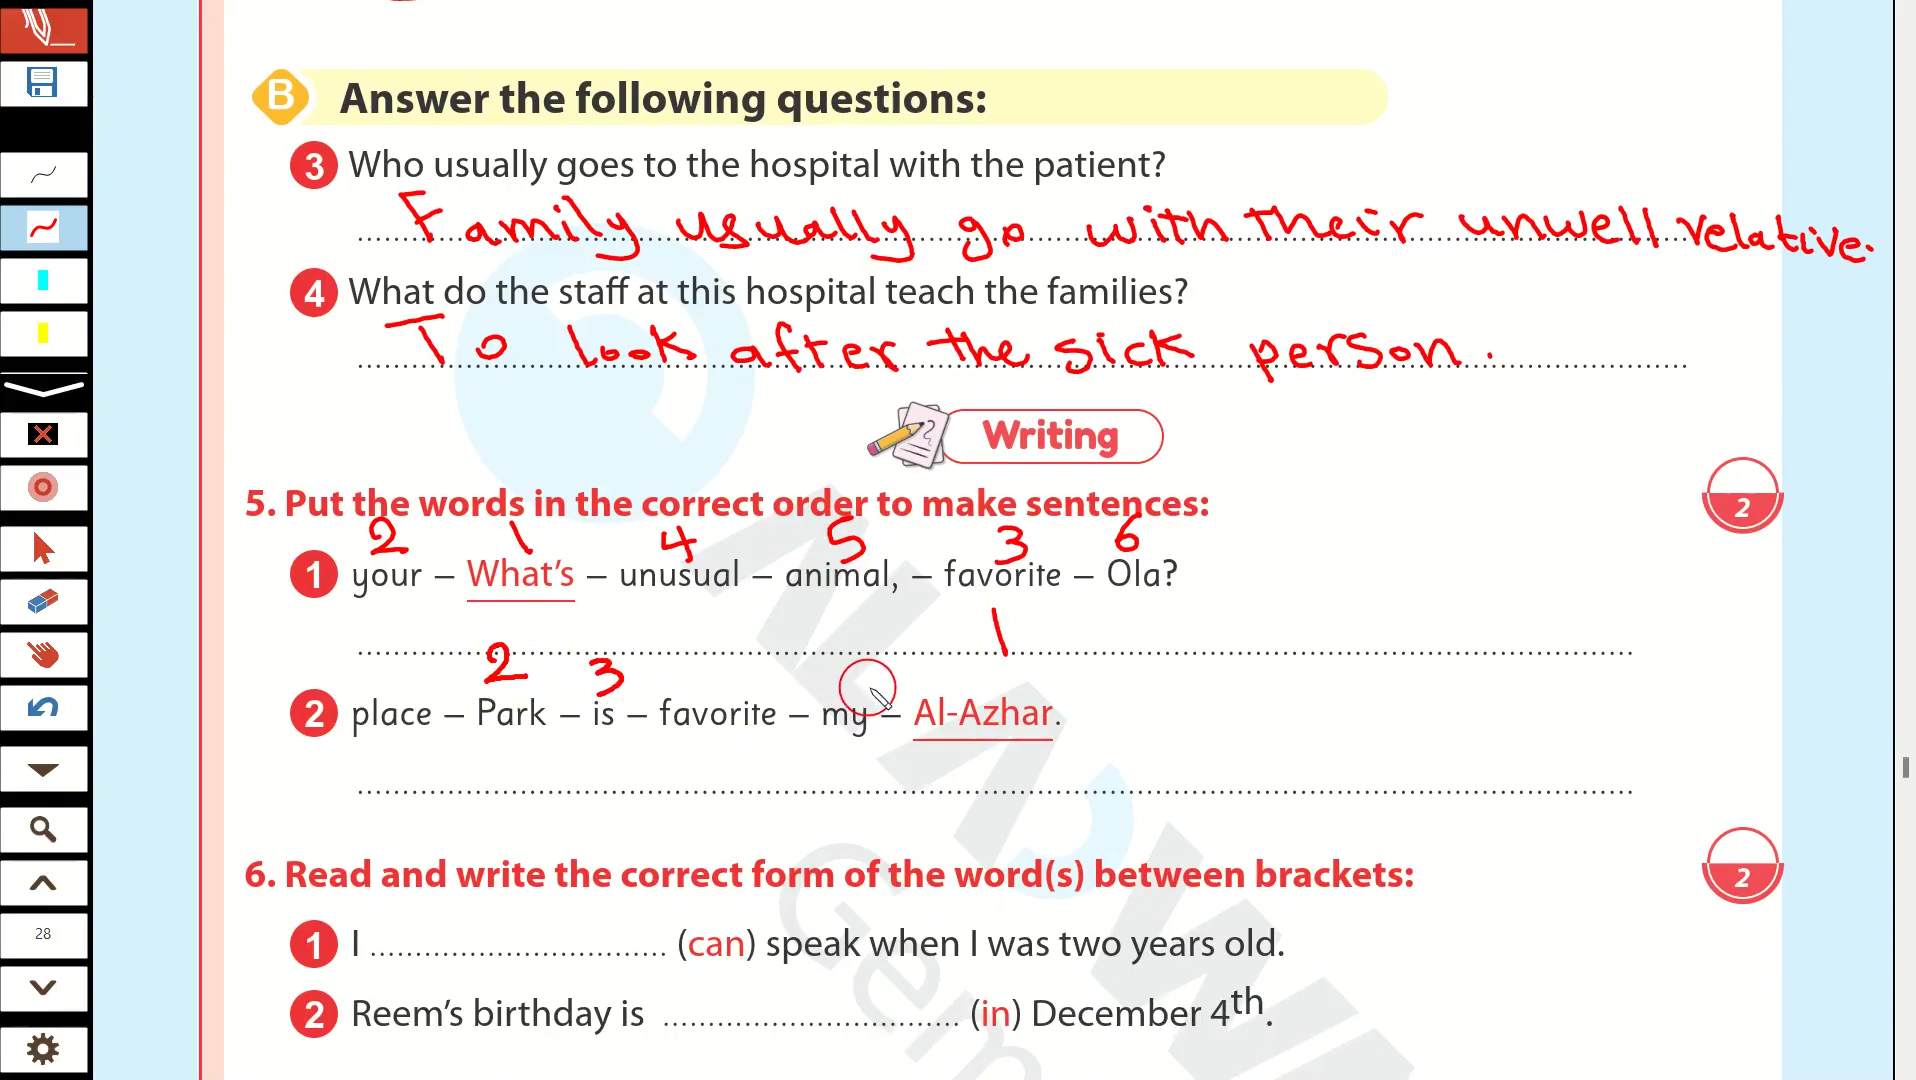 B Answer the following questions:
3 Who usually goes to the hospital with the patient?
Family usually go with their unwell relative.
4 What do the staff at this hospital teach the families?
To look after the sick person.
Writing
5. Put the words in the correct order to make sentences:
2
2 1 4 5 3 6
1 your – What's – unusual – animal, – favorite – Ola?
2 3 1
2 place – Park – is – favorite – my – Al-Azhar.
6. Read and write the correct form of the word(s) between brackets:
2
1 I .............................. (can) speak when I was two years old.
28
2 Reem's birthday is .............................. (in) December 4th.